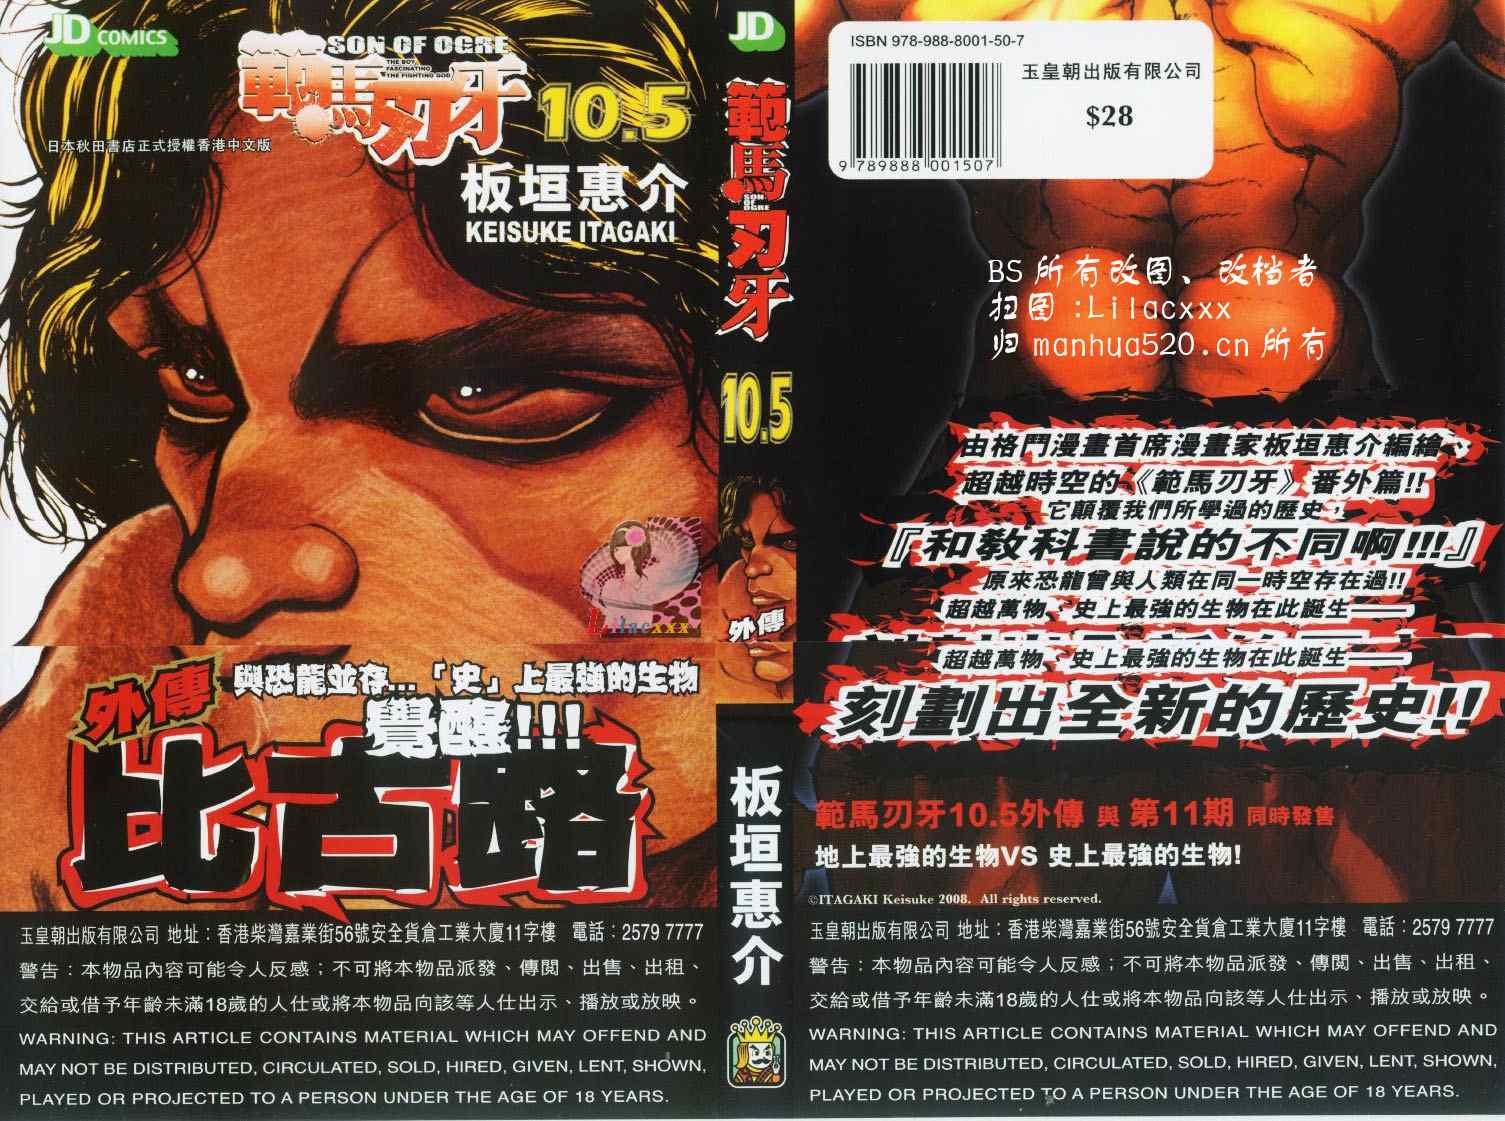 JD COMICS
SON OF OGRE
THE BOY
FASCINATING
THE FIGHTING GOD
範馬刃牙 10.5
日本秋田書店正式授權香港中文版
板垣惠介
KEISUKE ITAGAKI
Lilacxxx
外傳
與恐龍並存...「史」上最強的生物
覺醒!!!
比古路
玉皇朝出版有限公司 地址：香港柴灣嘉業街56號安全貨倉工業大廈11字樓 電話：2579 7777
警告：本物品內容可能令人反感；不可將本物品派發、傳閱、出售、出租、
交給或借予年齡未滿18歲的人仕或將本物品向該等人仕出示、播放或放映。
WARNING: THIS ARTICLE CONTAINS MATERIAL WHICH MAY OFFEND AND
MAY NOT BE DISTRIBUTED, CIRCULATED, SOLD, HIRED, GIVEN, LENT, SHOWN,
PLAYED OR PROJECTED TO A PERSON UNDER THE AGE OF 18 YEARS.
JD
範馬刃牙
SON
OF
OGRE
10.5
外傳
板垣惠介
ISBN 978-988-8001-50-7
玉皇朝出版有限公司
$28
9 789888 001507
BS所有改图、改档者
扫图:Lilacxxx
归manhua520.cn所有
由格鬥漫畫首席漫畫家板垣惠介編繪、
超越時空的《範馬刃牙》番外篇!!
它顛覆我們所學過的歷史，
『和教科書說的不同啊!!!』
原來恐龍曾與人類在同一時空存在過!!
超越萬物、史上最強的生物在此誕生——
超越萬物、史上最強的生物在此誕生——
刻劃出全新的歷史!!
範馬刃牙10.5外傳 與 第11期 同時發售
地上最強的生物VS 史上最強的生物!
©ITAGAKI Keisuke 2008. All rights reserved.
玉皇朝出版有限公司 地址：香港柴灣嘉業街56號安全貨倉工業大廈11字樓 電話：2579 7777
警告：本物品內容可能令人反感；不可將本物品派發、傳閱、出售、出租、
交給或借予年齡未滿18歲的人仕或將本物品向該等人仕出示、播放或放映。
WARNING: THIS ARTICLE CONTAINS MATERIAL WHICH MAY OFFEND AND
MAY NOT BE DISTRIBUTED, CIRCULATED, SOLD, HIRED, GIVEN, LENT, SHOWN,
PLAYED OR PROJECTED TO A PERSON UNDER THE AGE OF 18 YEARS.